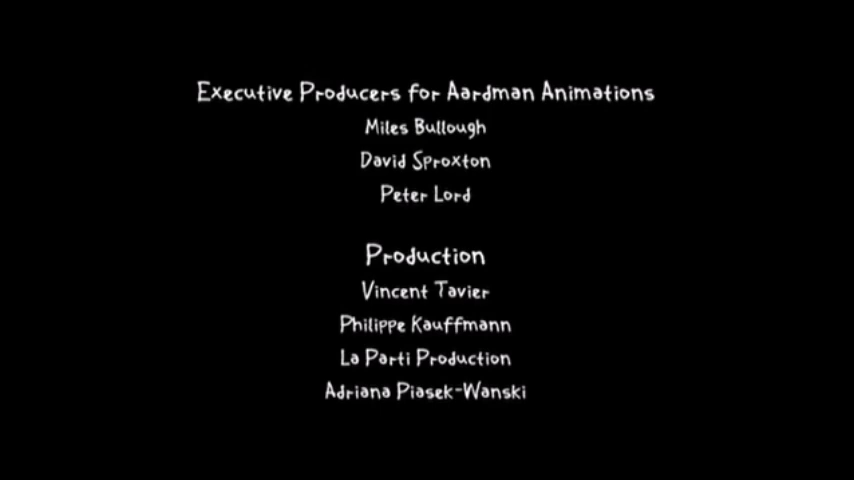 Executive Producers for Aardman Animations
Miles Bullough
David Sproxton
Peter Lord
Production
Vincent Tavier
Philippe Kauffmann
La Parti Production
Adriana Piasek-Wanski